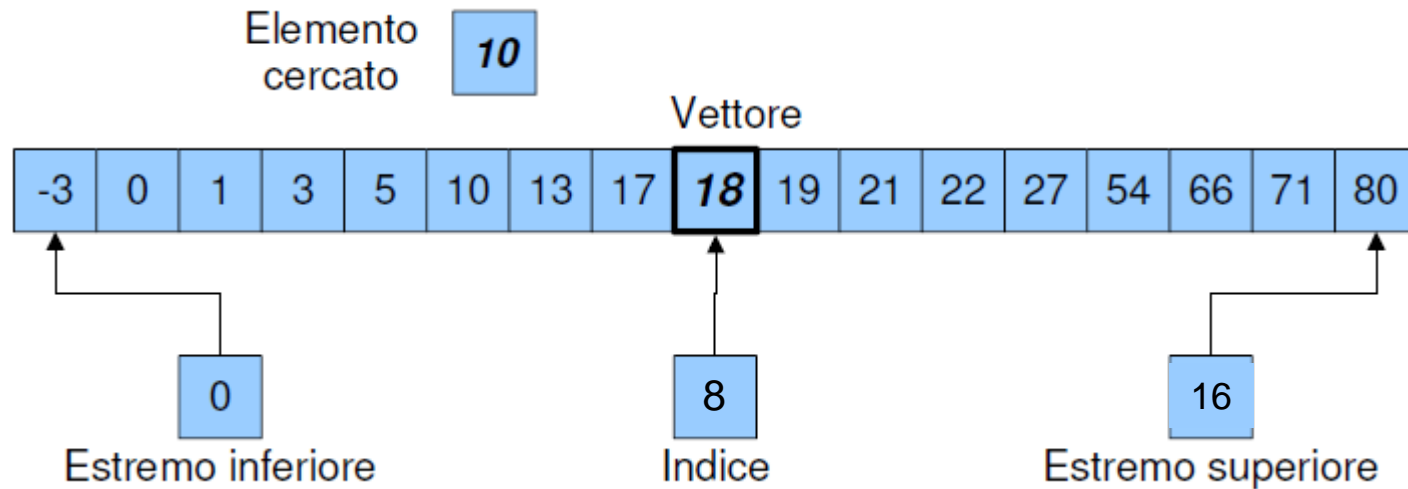 Elemento
cercato
10
Vettore
-3 0 1 3 5 10 13 17 18 19 21 22 27 54 66 71 80
0 8 16
Estremo inferiore Indice Estremo superiore